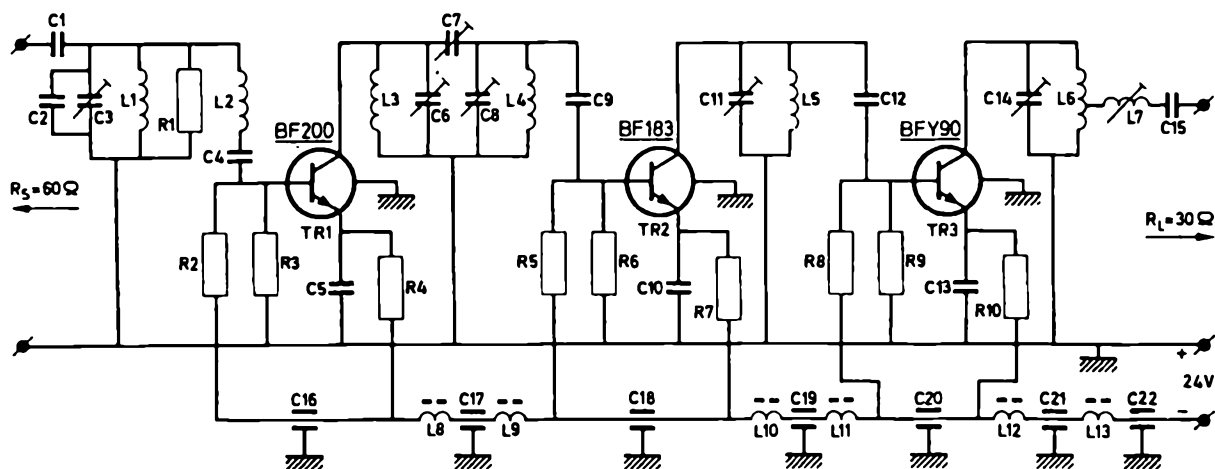 C1
C2
C3
L1
R1
L2
C4
BF200
TR1
R2
R3
C5
R4
C7
L3
C6
C8
L4
C9
BF183
TR2
R5
R6
C10
R7
C11
L5
C12
BFY90
TR3
R8
R9
C13
R10
C14
L6
L7
C15
RS=60Ω
RL=30Ω
+
24V
-
C16
L8
C17
L9
C18
L10
C19
L11
C20
L12
C21
L13
C22